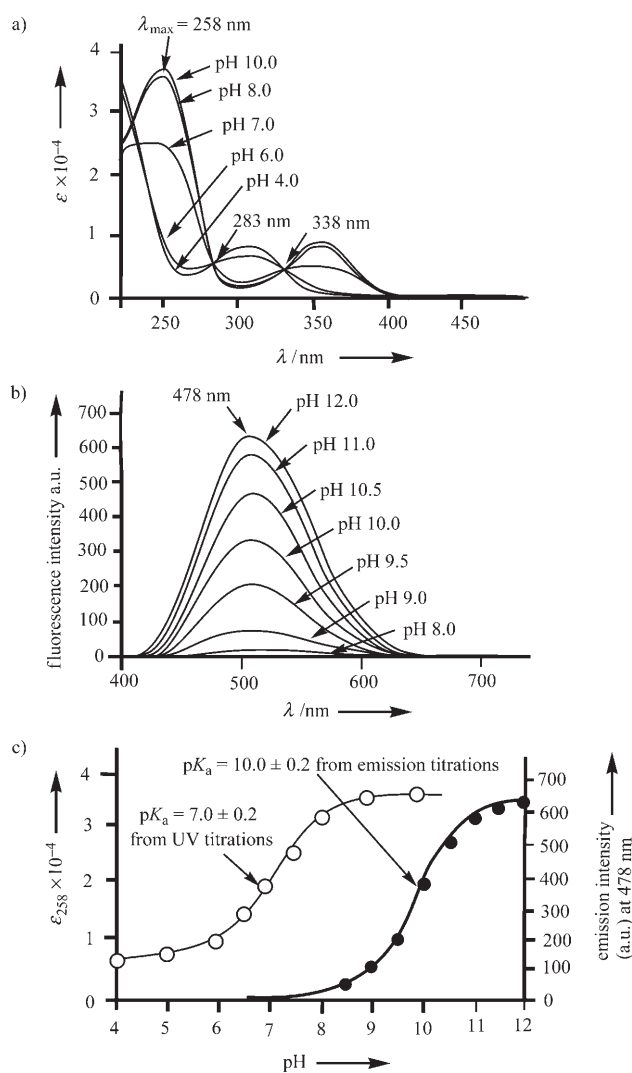 a)
λmax = 258 nm
4
pH 10.0
pH 8.0
3
pH 7.0
ε ×10⁻⁴
2
pH 6.0
pH 4.0
283 nm
338 nm
1
0
250
300
350
400
450
λ / nm
b)
478 nm
700
pH 12.0
600
pH 11.0
500
pH 10.5
400
pH 10.0
300
pH 9.5
200
pH 9.0
100
pH 8.0
0
fluorescence intensity a.u.
400
500
600
700
λ /nm
c)
pKa = 10.0 ± 0.2 from emission titrations
4
700
pKa = 7.0 ± 0.2
from UV titrations
600
3
500
ε258 ×10⁻⁴
2
400
300
1
200
100
0
0
emission intensity
(a.u.) at 478 nm
4
5
6
7
8
9
10
11
12
pH